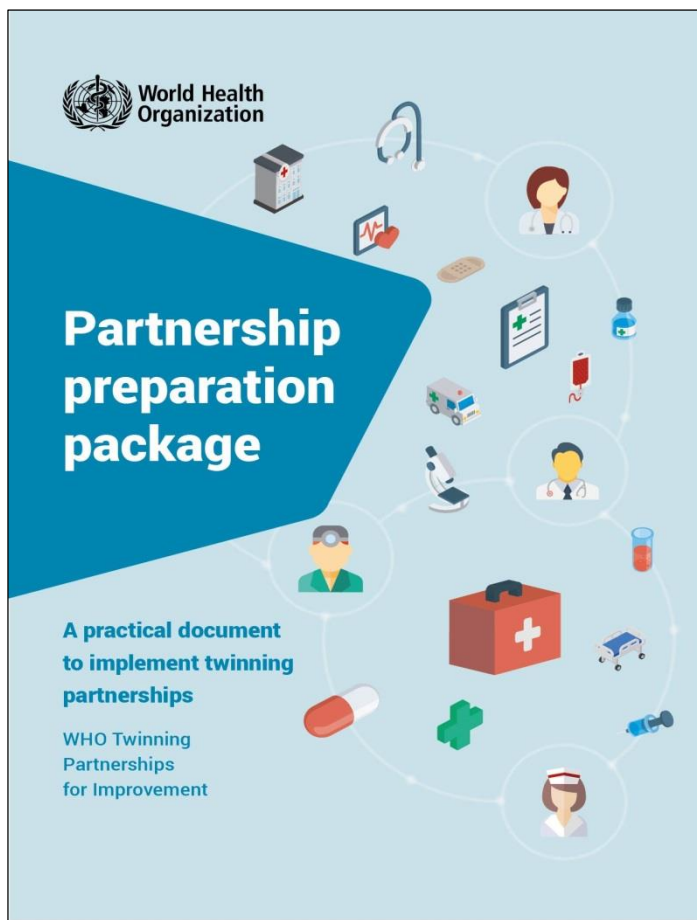 World Health
Organization
Partnership
preparation
package
A practical document
to implement twinning
partnerships
WHO Twinning
Partnerships
for Improvement